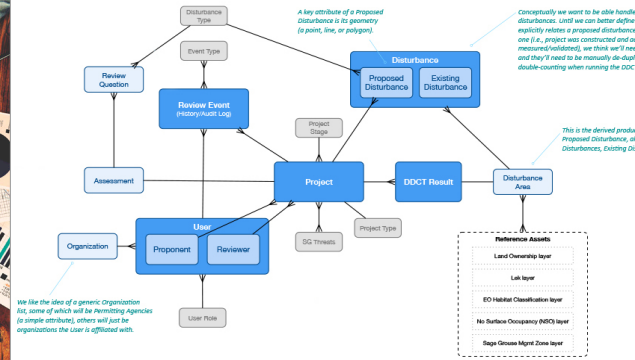 Disturbance
Type
A key attribute of a Proposed
Disturbance is its geometry
(a point, line, or polygon).
Conceptually we want to be able handle
disturbances. Until we can better define
explicitly relates a proposed disturbance
one (i.e., project was constructed and
measured/validated), we think we'll
and they'll need to be manually
double-counting when running the DDCT
Event Type
Disturbance
Proposed
Disturbance
Existing
Disturbance
Review
Question
Review Event
(History/Audit Log)
Project
Stage
This is the derived
Proposed Disturbance,
Disturbances, Existing
Assessment
Project
DDCT Result
Disturbance
Area
User
Proponent
Reviewer
Organization
SG Threats
Project Type
Reference Assets
Land Ownership layer
Lek layer
EO Habitat Classification layer
No Surface Occupancy (NSO) layer
Sage Grouse Mgmt Zone layer
We like the idea of a generic Organization
list, some of which will be Permitting Agencies
(a simple attribute), others will just be
organizations the User is affiliated with.
User Role